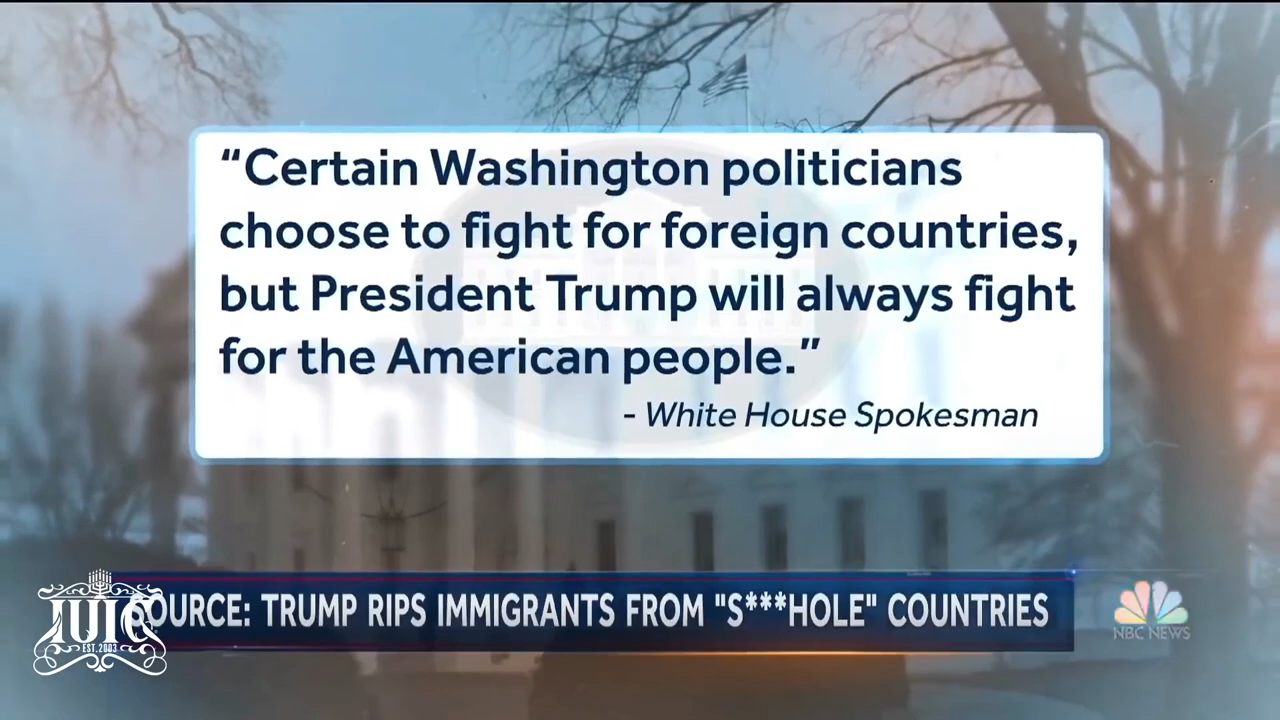 “Certain Washington politicians
choose to fight for foreign countries,
but President Trump will always fight
for the American people.”
- White House Spokesman
SOURCE: TRUMP RIPS IMMIGRANTS FROM "S***HOLE" COUNTRIES
IUIC
EST. 2003
NBC NEWS